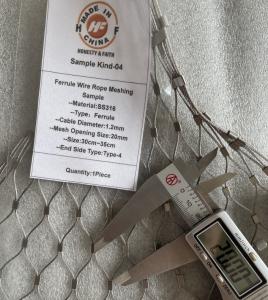 MADE IN
H HF F
CHINA
HONESTY & FAITH
Sample Kind-04
Ferrule Wire Rope Meshing
Sample
--Material:SS316
--Type: Ferrule
--Cable Diameter:1.2mm
--Mesh Opening Size:20mm
--Size:30cm~35cm
--End Side Type:Type-4
Quantity:1Piece